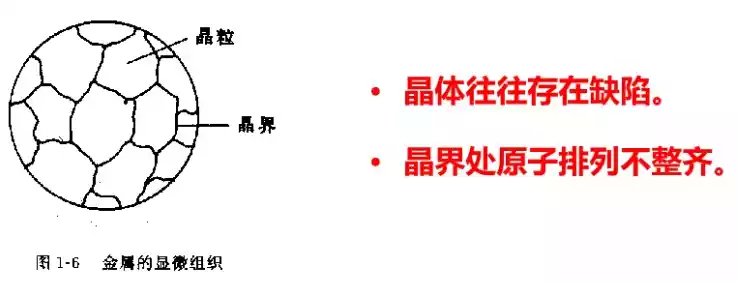 晶粒
晶界
图 1-6 金属的显微组织
• 晶体往往存在缺陷。
• 晶界处原子排列不整齐。